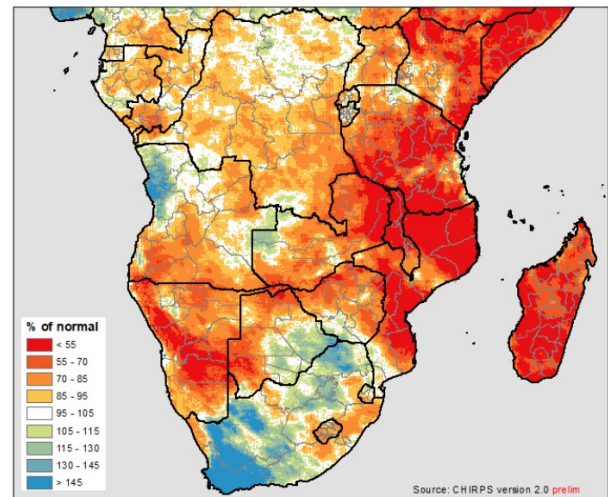 % of normal
< 55
55 - 70
70 - 85
85 - 95
95 - 105
105 - 115
115 - 130
130 - 145
> 145
Source: CHIRPS version 2.0 prelim